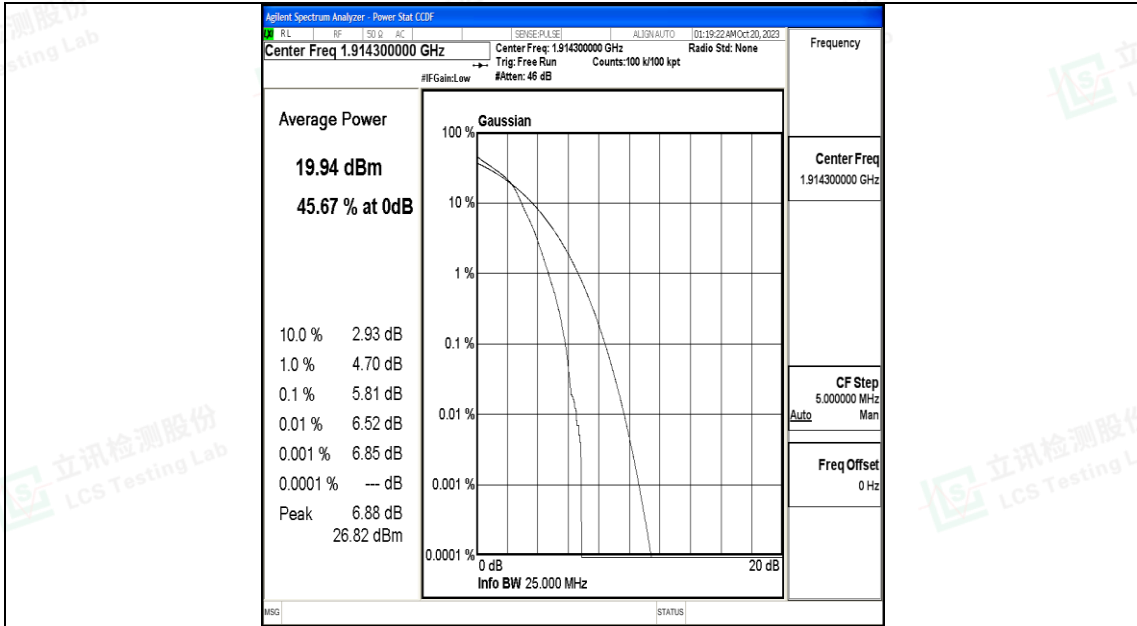 Agilent Spectrum Analyzer - Power Stat CCDF
RL RF 50 Ω AC SENSE:PULSE ALIGN AUTO 01:19:22 AM Oct 20, 2023
Center Freq 1.914300000 GHz
Center Freq: 1.914300000 GHz Radio Std: None
Trig: Free Run Counts:100 k/100 kpt
#IFGain:Low #Atten: 46 dB
Frequency
Average Power
19.94 dBm
45.67 % at 0dB
10.0 % 2.93 dB
1.0 % 4.70 dB
0.1 % 5.81 dB
0.01 % 6.52 dB
0.001 % 6.85 dB
0.0001 % --- dB
Peak 6.88 dB
26.82 dBm
Gaussian
100 %
10 %
1 %
0.1 %
0.01 %
0.001 %
0.0001 %
0 dB 20 dB
Info BW 25.000 MHz
Center Freq
1.914300000 GHz
CF Step
5.000000 MHz
Auto Man
Freq Offset
0 Hz
MSG STATUS
立讯检测股份
LCS Testing Lab
立讯检测股份
LCS Testing L